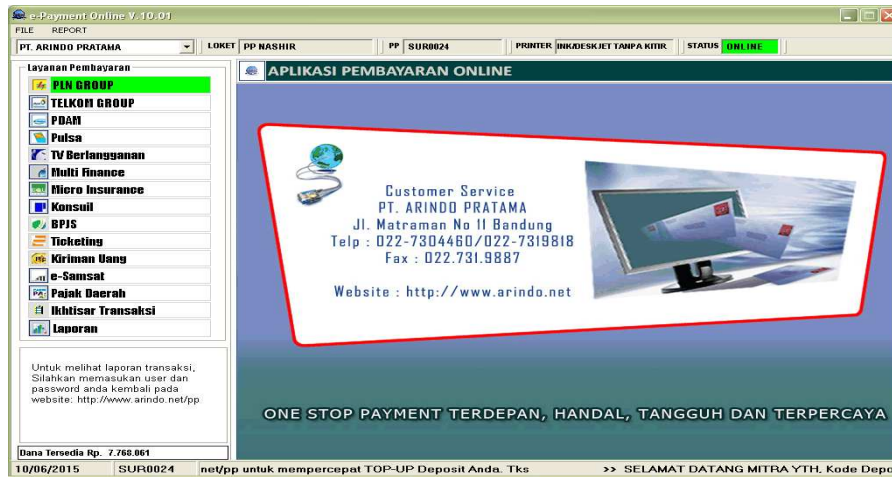 e-Payment Online V.10.01
FILE REPORT
PT. ARINDO PRATAMA LOKET PP NASHIR PP SUR0024 PRINTER INK/DESKJET TANPA KITIR STATUS ONLINE
Layanan Pembayaran
PLN GROUP
TELKOM GROUP
PDAM
Pulsa
TV Berlangganan
Multi Finance
Micro Insurance
Konsuil
BPJS
Ticketing
Kiriman Uang
e-Samsat
Pajak Daerah
Ikhtisar Transaksi
Laporan
Untuk melihat laporan transaksi,
Silahkan memasukan user dan
password anda kembali pada
website: http://www.arindo.net/pp
Dana Tersedia Rp. 7.768.061
APLIKASI PEMBAYARAN ONLINE
Customer Service
PT. ARINDO PRATAMA
Jl. Matraman No 11 Bandung
Telp : 022-7304460/022-7319818
Fax : 022.731.9887
Website : http://www.arindo.net
ONE STOP PAYMENT TERDEPAN, HANDAL, TANGGUH DAN TERPERCAYA
10/06/2015 SUR0024 net/pp untuk mempercepat TOP-UP Deposit Anda. Tks >> SELAMAT DATANG MITRA YTH, Kode Depo